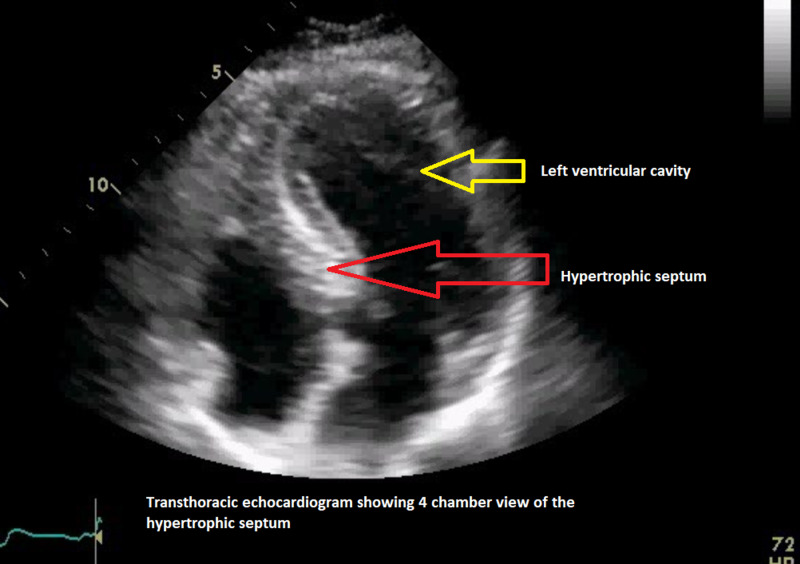 5
10
Left ventricular cavity
Hypertrophic septum
Transthoracic echocardiogram showing 4 chamber view of the
hypertrophic septum
72
HR